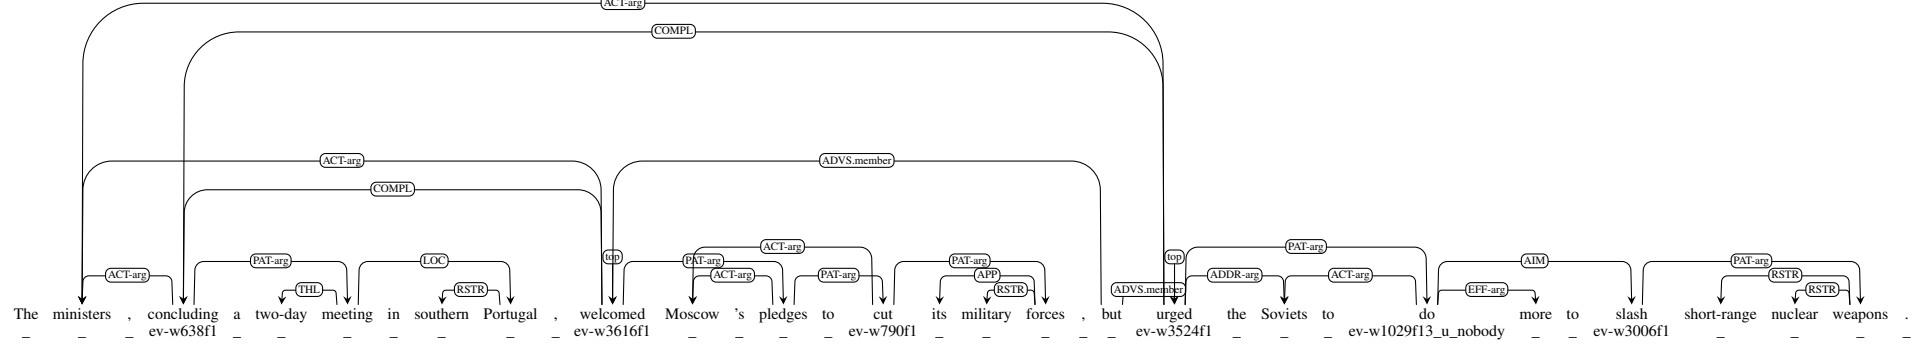 ACT-arg
COMPL
ACT-arg ADVS.member
COMPL
ACT-arg PAT-arg
top top
ACT-arg PAT-arg LOC PAT-arg PAT-arg AIM PAT-arg
ACT-arg PAT-arg APP ADDR-arg ACT-arg RSTR
THL RSTR RSTR ADVS.member EFF-arg RSTR
The ministers , concluding a two-day meeting in southern Portugal , welcomed Moscow 's pledges to cut its military forces , but urged the Soviets to do more to slash short-range nuclear weapons .
_ _ _ ev-w638f1 _ _ _ _ _ _ _ ev-w3616f1 _ _ _ _ ev-w790f1 _ _ _ _ _ ev-w3524f1 _ _ _ ev-w1029f13_u_nobody _ _ ev-w3006f1 _ _ _ _